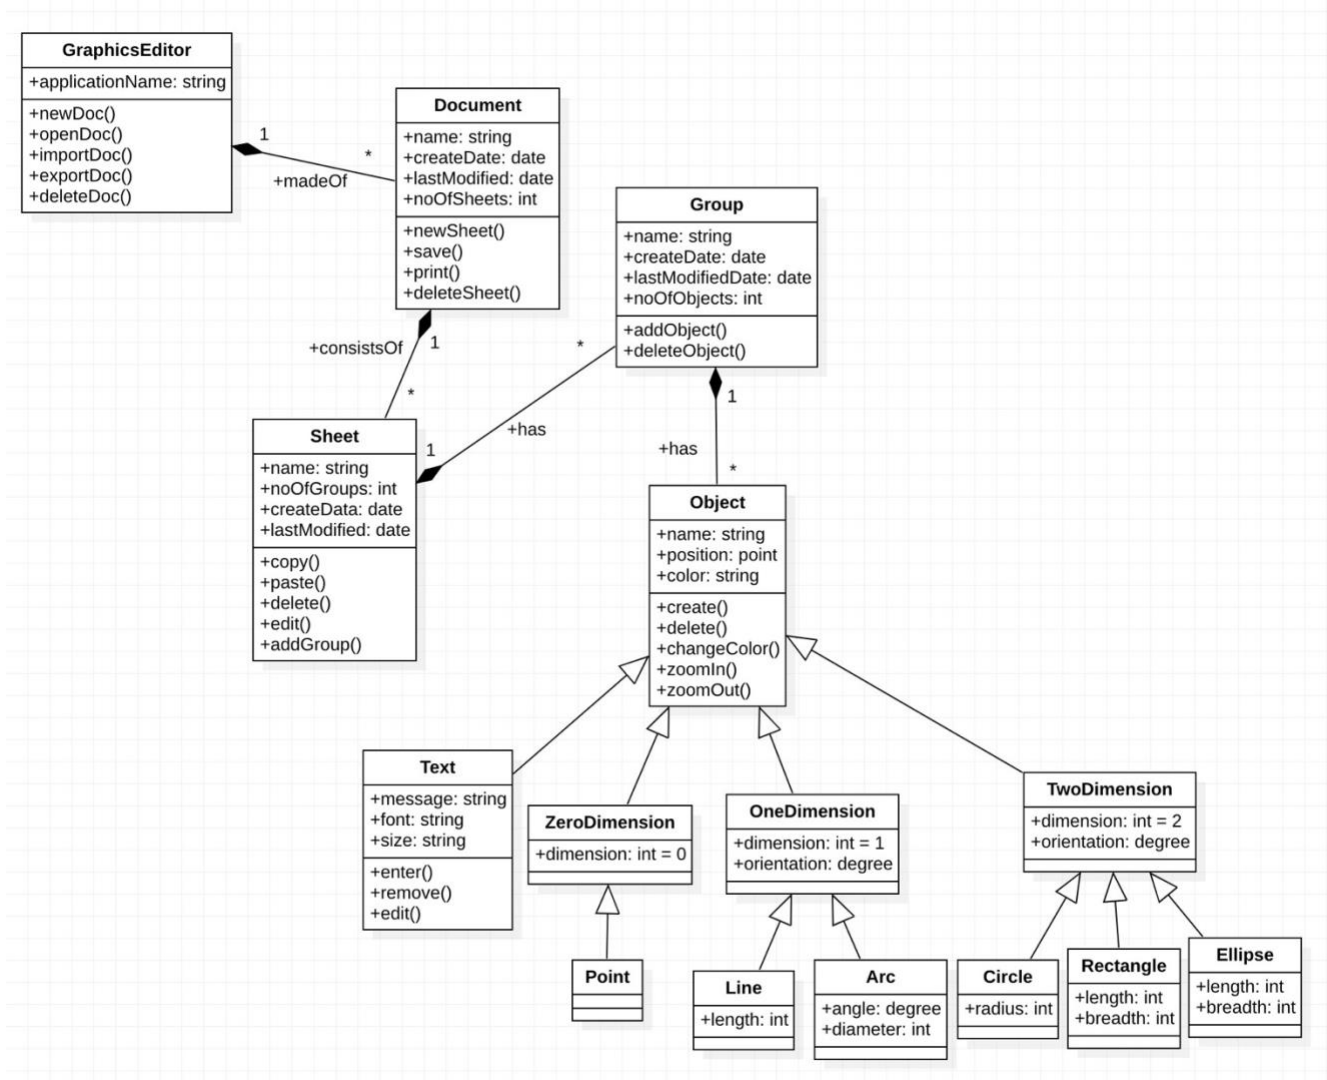 GraphicsEditor
+applicationName: string
+newDoc()
+openDoc()
+importDoc()
+exportDoc()
+deleteDoc()
1
*
+madeOf
Document
+name: string
+createDate: date
+lastModified: date
+noOfSheets: int
+newSheet()
+save()
+print()
+deleteSheet()
+consistsOf
1
*
Group
+name: string
+createDate: date
+lastModifiedDate: date
+noOfObjects: int
+addObject()
+deleteObject()
*
+has
1
Sheet
+name: string
+noOfGroups: int
+createData: date
+lastModified: date
+copy()
+paste()
+delete()
+edit()
+addGroup()
1
+has
*
Object
+name: string
+position: point
+color: string
+create()
+delete()
+changeColor()
+zoomIn()
+zoomOut()
Text
+message: string
+font: string
+size: string
+enter()
+remove()
+edit()
ZeroDimension
+dimension: int = 0
OneDimension
+dimension: int = 1
+orientation: degree
TwoDimension
+dimension: int = 2
+orientation: degree
Point
Line
+length: int
Arc
+angle: degree
+diameter: int
Circle
+radius: int
Rectangle
+length: int
+breadth: int
Ellipse
+length: int
+breadth: int